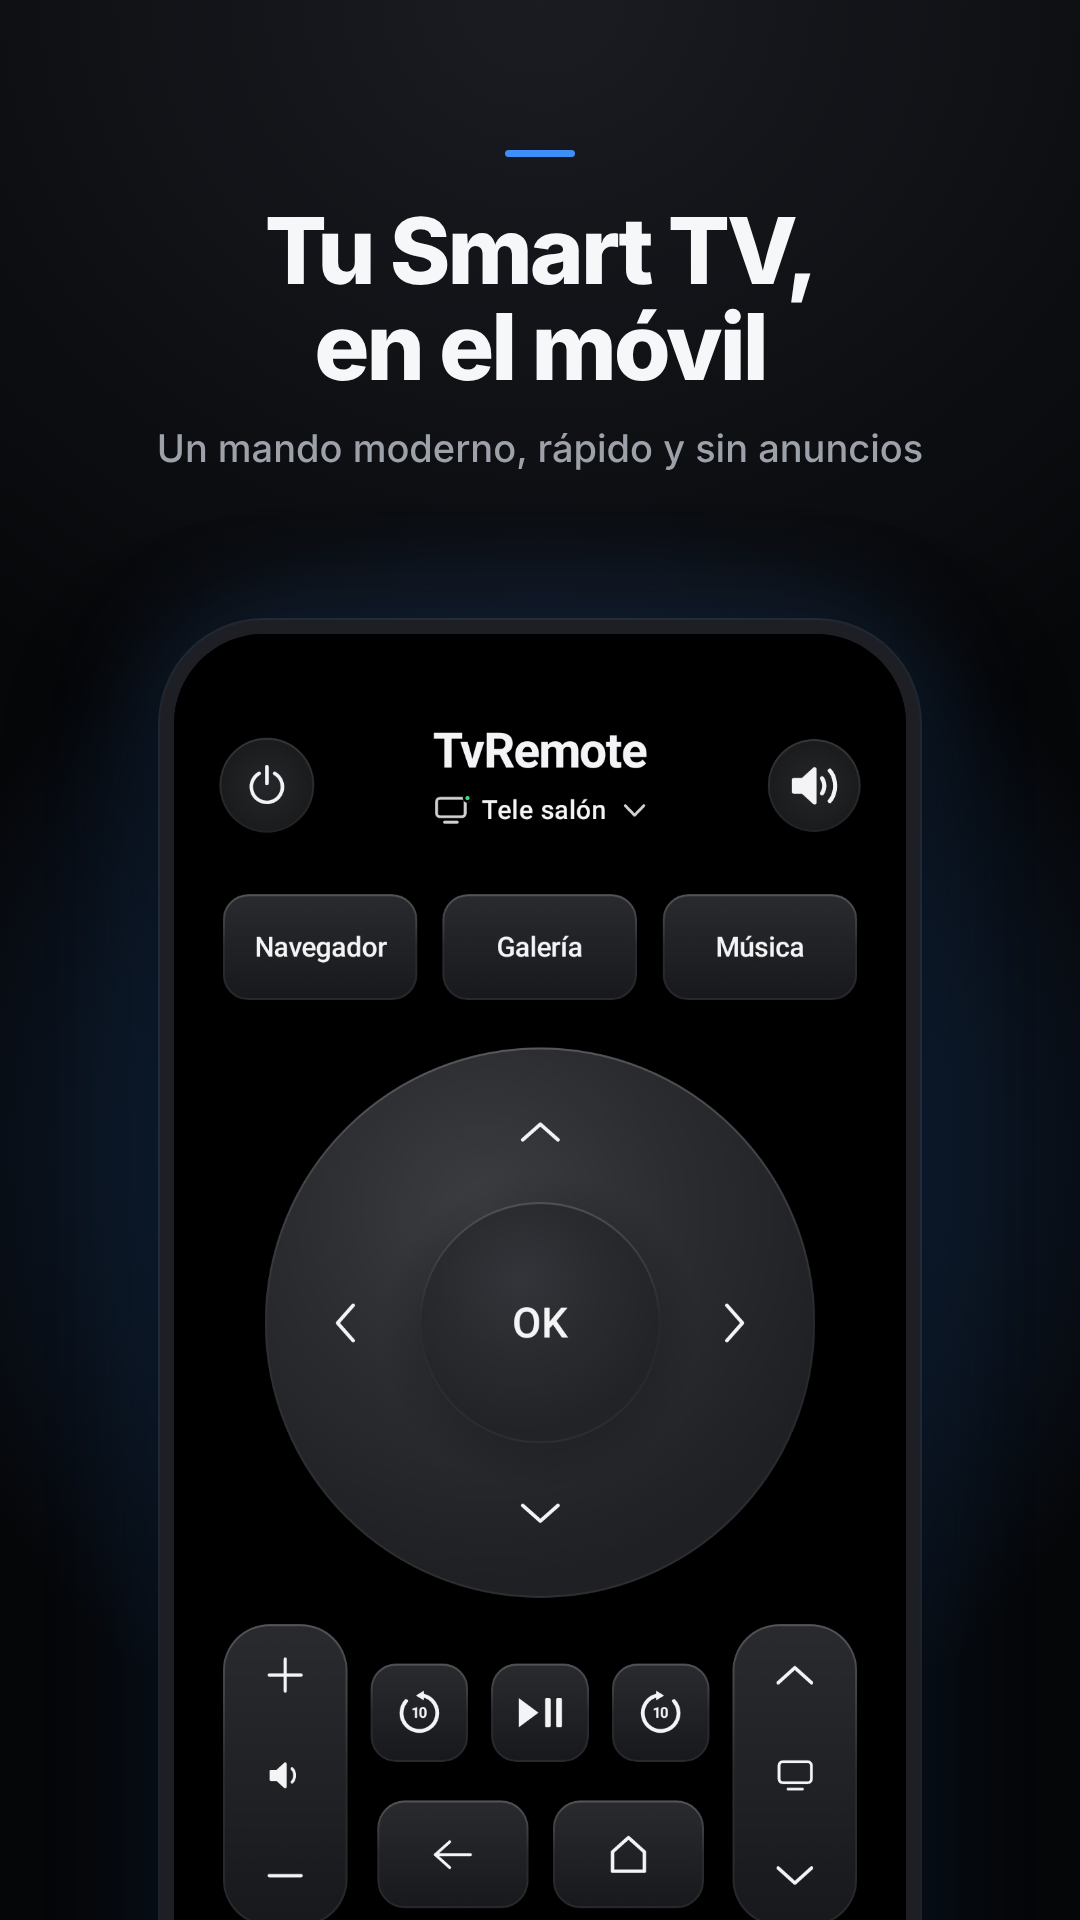 Tu Smart TV,
en el móvil
Un mando moderno, rápido y sin anuncios
TvRemote
Tele salón
Navegador
Galería
Música
OK
10
10